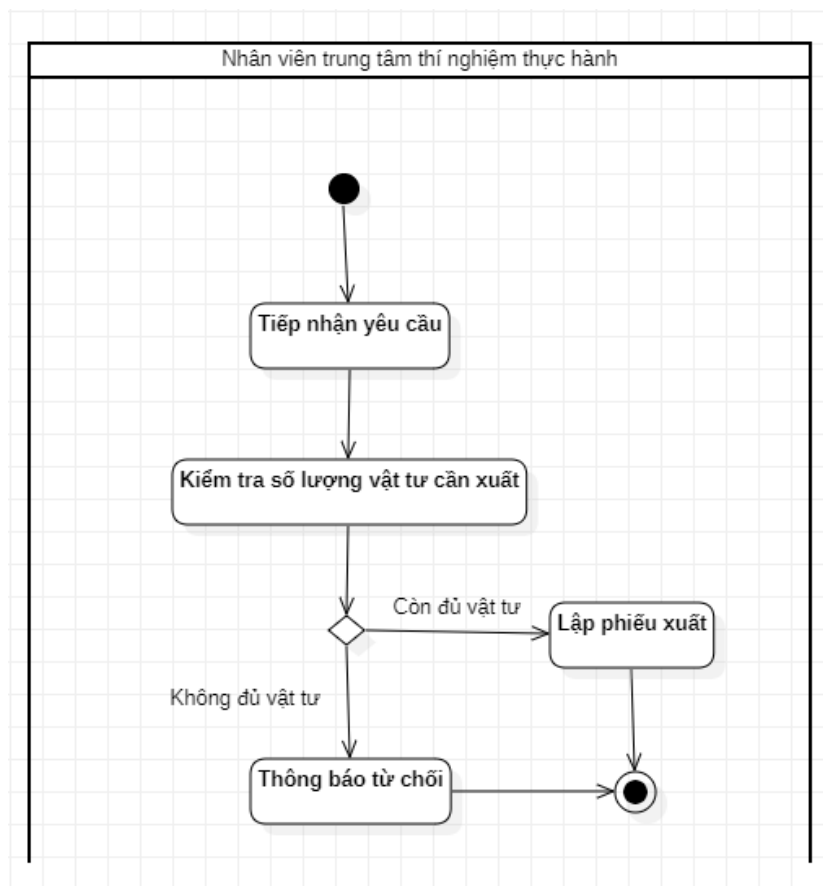 Nhân viên trung tâm thí nghiệm thực hành
Tiếp nhận yêu cầu
Kiểm tra số lượng vật tư cần xuất
Còn đủ vật tư
Lập phiếu xuất
Không đủ vật tư
Thông báo từ chối